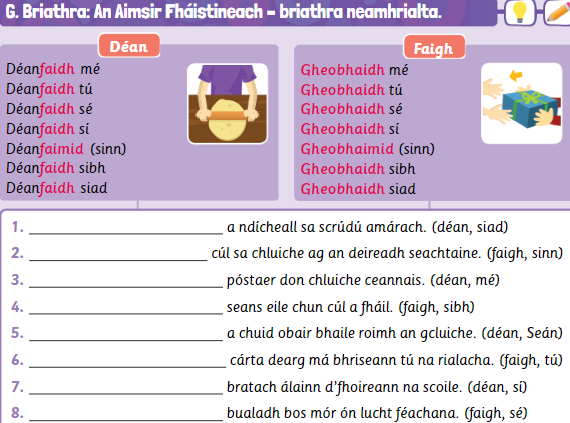 G. Briathra: An Aimsir Fháistineach – briathra neamhrialta.
Déan
Déanfaidh mé
Déanfaidh tú
Déanfaidh sé
Déanfaidh sí
Déanfaimid (sinn)
Déanfaidh sibh
Déanfaidh siad
Faigh
Gheobhaidh mé
Gheobhaidh tú
Gheobhaidh sé
Gheobhaidh sí
Gheobhaimid (sinn)
Gheobhaidh sibh
Gheobhaidh siad
1. ______________________ a ndícheall sa scrúdú amárach. (déan, siad)
2. ______________________ cúl sa chluiche ag an deireadh seachtaine. (faigh, sinn)
3. ______________________ póstaer don chluiche ceannais. (déan, mé)
4. ______________________ seans eile chun cúl a fháil. (faigh, sibh)
5. ______________________ a chuid obair bhaile roimh an gcluiche. (déan, Seán)
6. ______________________ cárta dearg má bhriseann tú na rialacha. (faigh, tú)
7. ______________________ bratach álainn d'fhoireann na scoile. (déan, sí)
8. ______________________ bualadh bos mór ón lucht féachana. (faigh, sé)